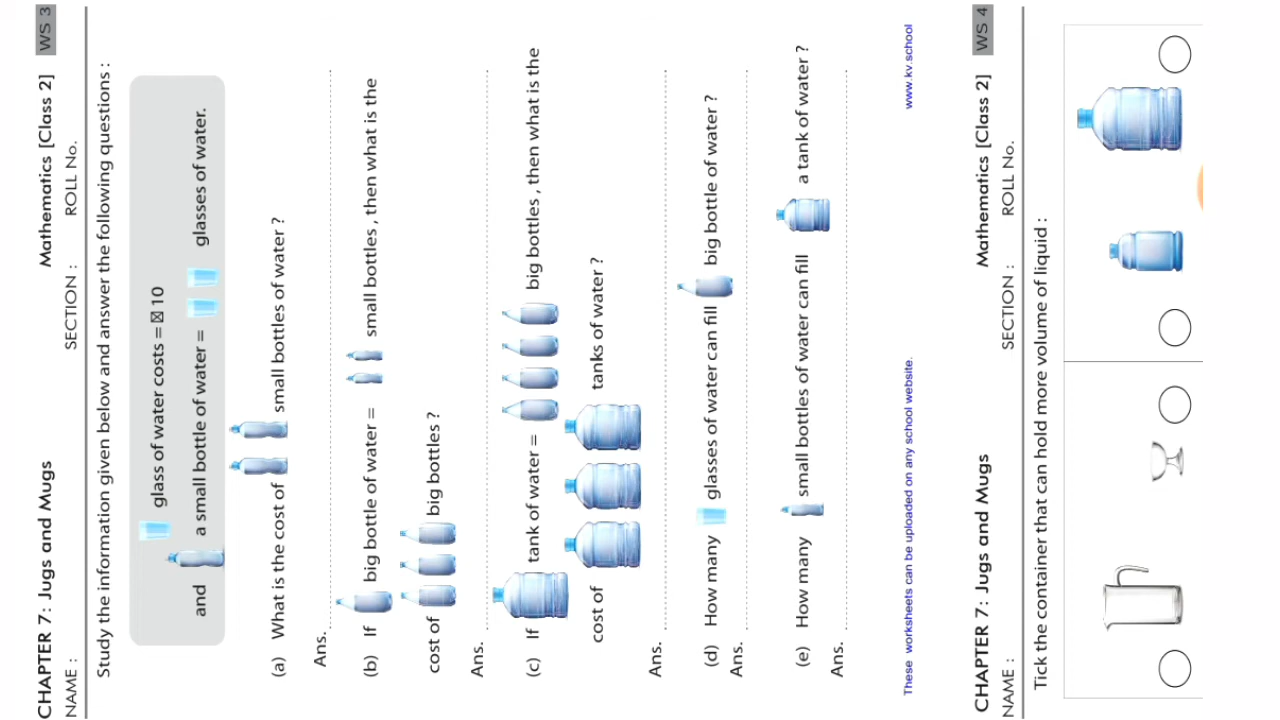 CHAPTER 7: Jugs and Mugs Mathematics [Class 2] WS 3
NAME : SECTION : ROLL No.
Study the information given below and answer the following questions :
glass of water costs = 10
and a small bottle of water = glasses of water.
(a) What is the cost of small bottles of water ?
Ans.
(b) If big bottle of water = small bottles , then what is the
cost of big bottles ?
Ans.
(c) If tank of water = big bottles , then what is the
cost of tanks of water ?
Ans.
(d) How many glasses of water can fill big bottle of water ?
Ans.
(e) How many small bottles of water can fill a tank of water ?
Ans.
These worksheets can be uploaded on any school website. www.kv.school
CHAPTER 7: Jugs and Mugs Mathematics [Class 2] WS 4
NAME : SECTION : ROLL No.
Tick the container that can hold more volume of liquid :